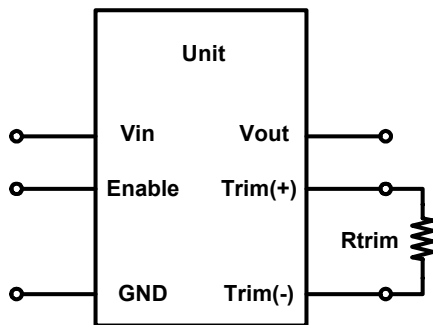 Unit
Vin
Vout
Enable
Trim(+)
Rtrim
GND
Trim(-)